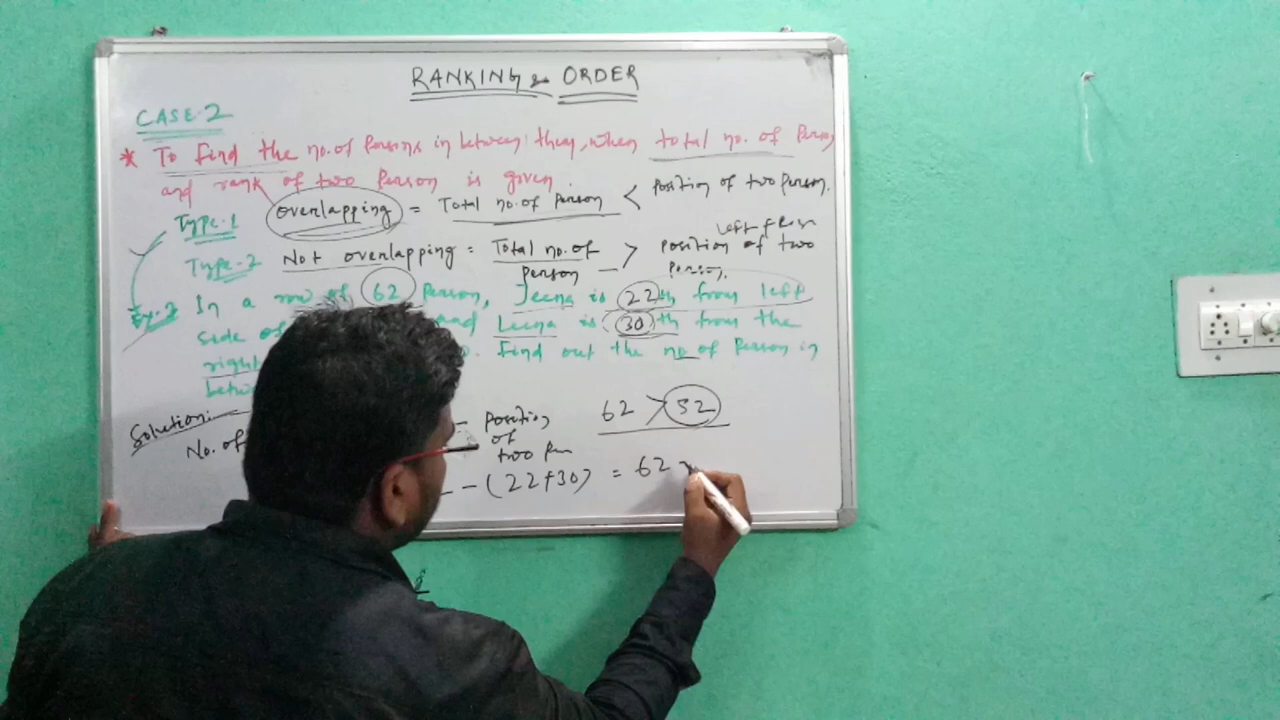 RANKING & ORDER
CASE-2
* To find the no. of Persons in between them, when total no. of Person
and rank of two Person is given
Type-1 overlapping = Total no. of Person < Position of two person.
Left & Right
Type-2 Not overlapping = Total no. of person > position of two Person.
Ex-2 In a row of 62 Person, Jeena is 22th from left
side of and Leena is 30th from the
right find out the no of Person in
betw
Solution:- 62 > 52
No. of - position of two
- (22+30) = 62 -